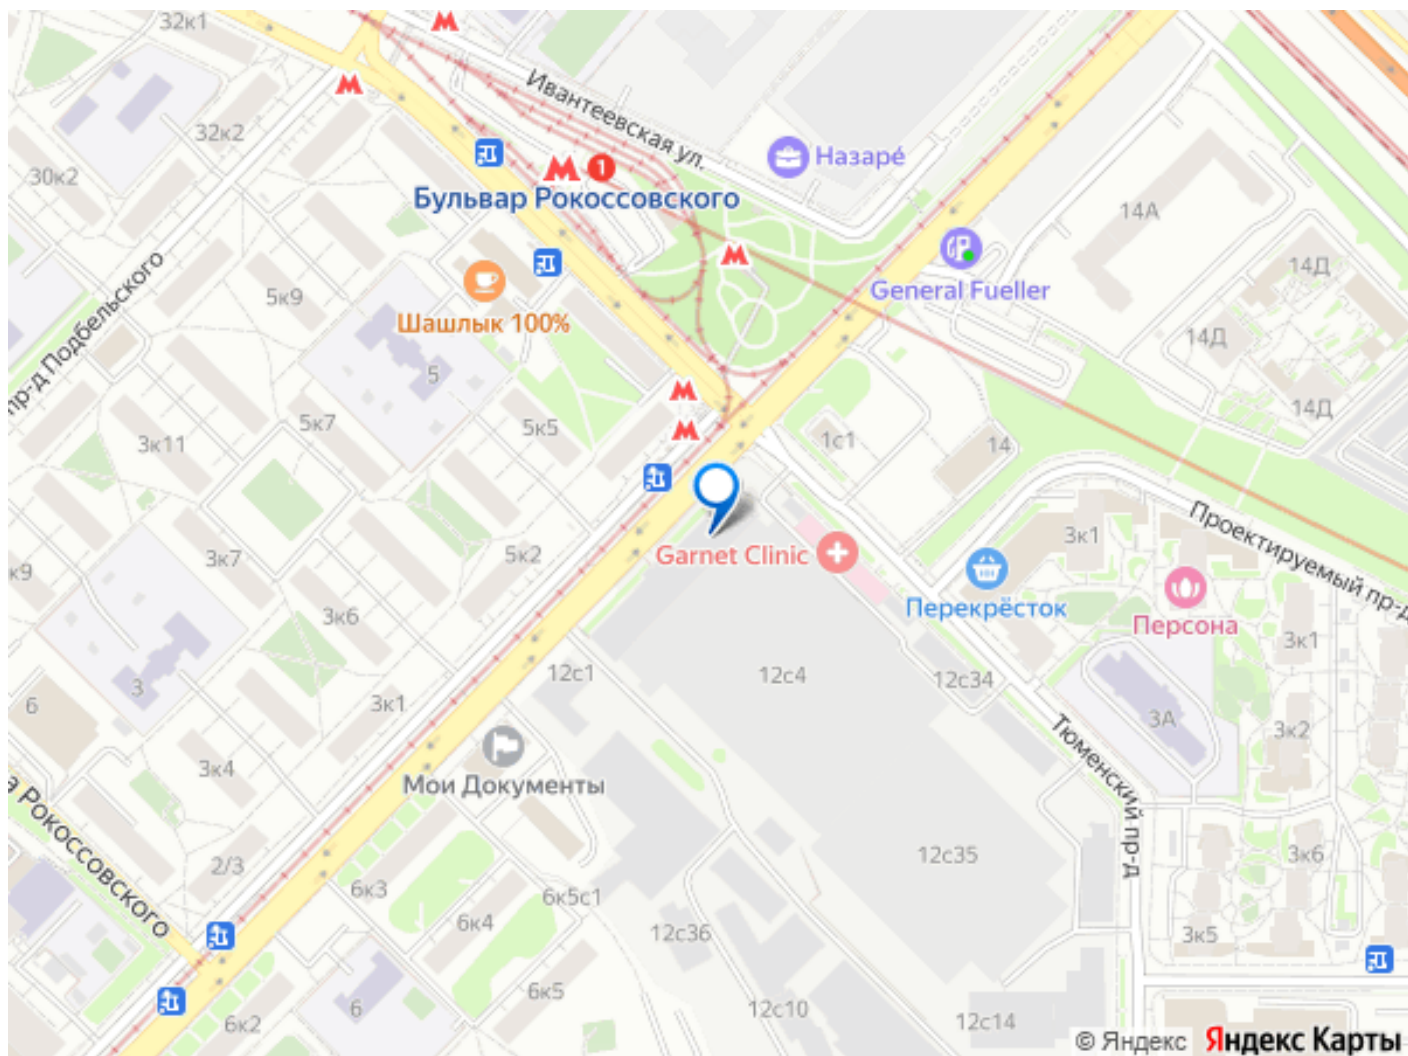 32к1
Ивантеевская ул.
32к2
Назаре́
30к2
1
Бульвар Рокоссовского
14А
14Д
General Fueller
5к9
Шашлык 100%
14Д
пр-д Подбельского
5
14Д
5к7
5к5
3к11
1с1
14
Проектируемый пр-д
3к1
3к7
5к2
Garnet Clinic
к9
Перекрёсток
3к6
Персона
3к1
12с1
12с4
12с34
3
3к1
6
3А
3к2
3к4
Мои Документы
Тюменский пр-д
а Рокоссовского
2/3
12с35
3к6
6к3
6к5с1
6к4
12с36
3к5
6к5
6
12с10
12с14
6к2
© Яндекс Яндекс Карты